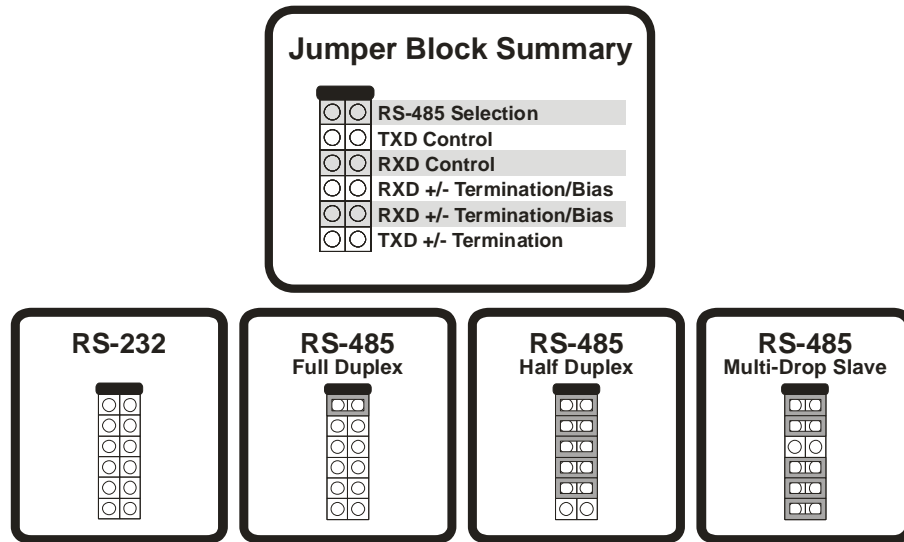 Jumper Block Summary
RS-485 Selection
TXD Control
RXD Control
RXD +/- Termination/Bias
RXD +/- Termination/Bias
TXD +/- Termination
RS-232
RS-485
Full Duplex
RS-485
Half Duplex
RS-485
Multi-Drop Slave